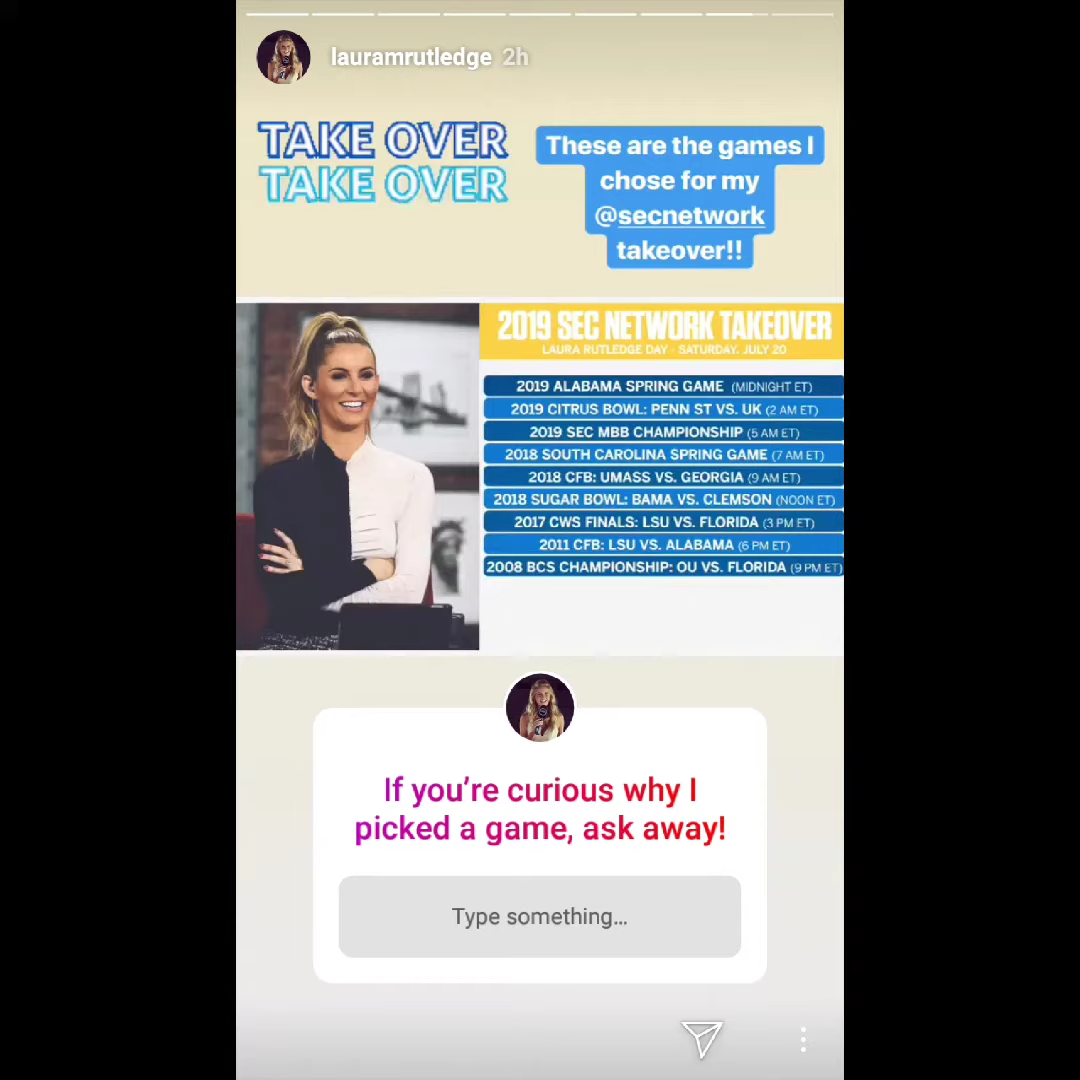 lauramrutledge 2h
TAKE OVER
TAKE OVER
These are the games I
chose for my
@secnetwork
takeover!!
2019 SEC NETWORK TAKEOVER
LAURA RUTLEDGE DAY - SATURDAY, JULY 20
2019 ALABAMA SPRING GAME (MIDNIGHT ET)
2019 CITRUS BOWL: PENN ST VS. UK (2 AM ET)
2019 SEC MBB CHAMPIONSHIP (5 AM ET)
2018 SOUTH CAROLINA SPRING GAME (7 AM ET)
2018 CFB: UMASS VS. GEORGIA (9 AM ET)
2018 SUGAR BOWL: BAMA VS. CLEMSON (NOON ET)
2017 CWS FINALS: LSU VS. FLORIDA (3 PM ET)
2011 CFB: LSU VS. ALABAMA (6 PM ET)
2008 BCS CHAMPIONSHIP: OU VS. FLORIDA (9 PM ET)
If you’re curious why I
picked a game, ask away!
Type something...